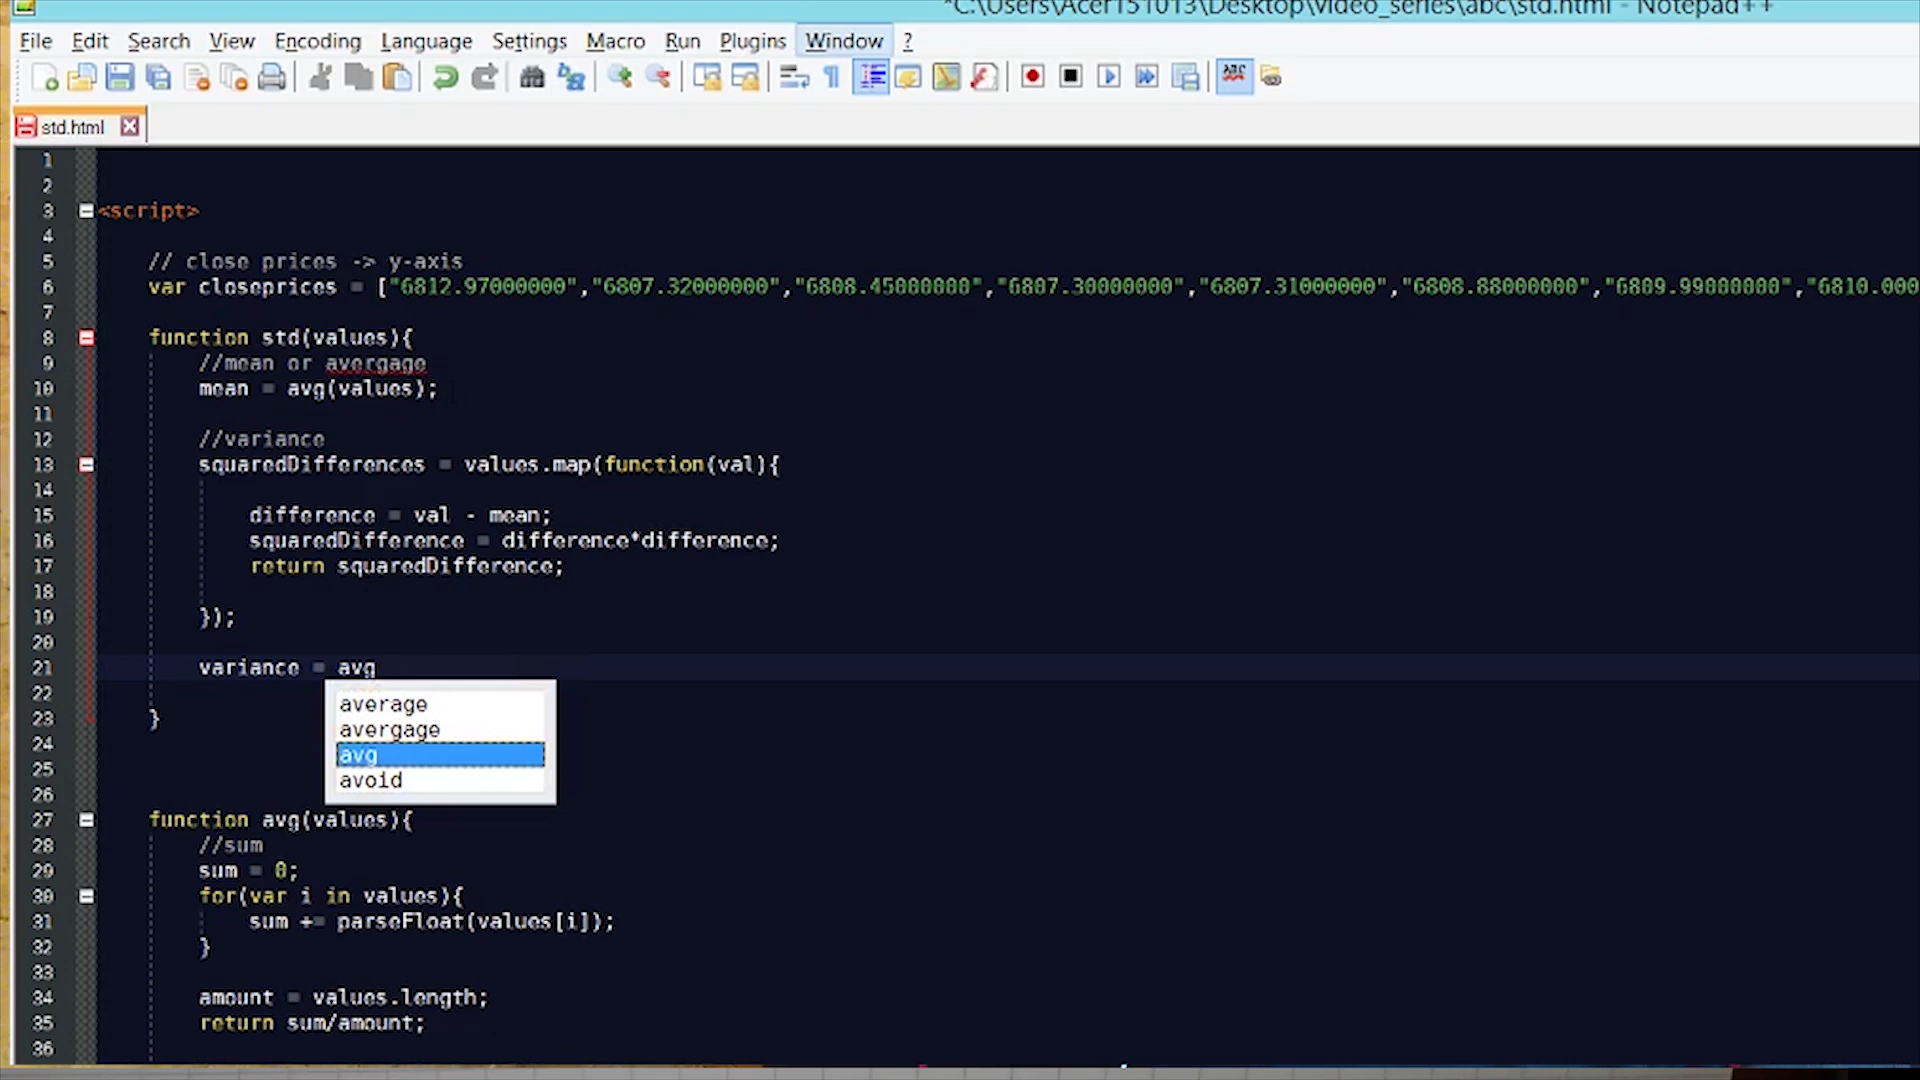 *C:\Users\Acer151013\Desktop\video_series\abc\std.html - Notepad++
File Edit Search View Encoding Language Settings Macro Run Plugins Window ?
std.html
1
2
3 <script>
4
5 // close prices -> y-axis
6 var closeprices = ["6812.97000000","6807.32000000","6808.45000000","6807.30000000","6807.31000000","6808.88000000","6809.99000000","6810.000
7
8 function std(values){
9 //mean or avergage
10 mean = avg(values);
11
12 //variance
13 squaredDifferences = values.map(function(val){
14
15 difference = val - mean;
16 squaredDifference = difference*difference;
17 return squaredDifference;
18
19 });
20
21 variance = avg
22
average
23 }
avergage
24
avg
25
avoid
26
27 function avg(values){
28 //sum
29 sum = 0;
30 for(var i in values){
31 sum += parseFloat(values[i]);
32 }
33
34 amount = values.length;
35 return sum/amount;
36